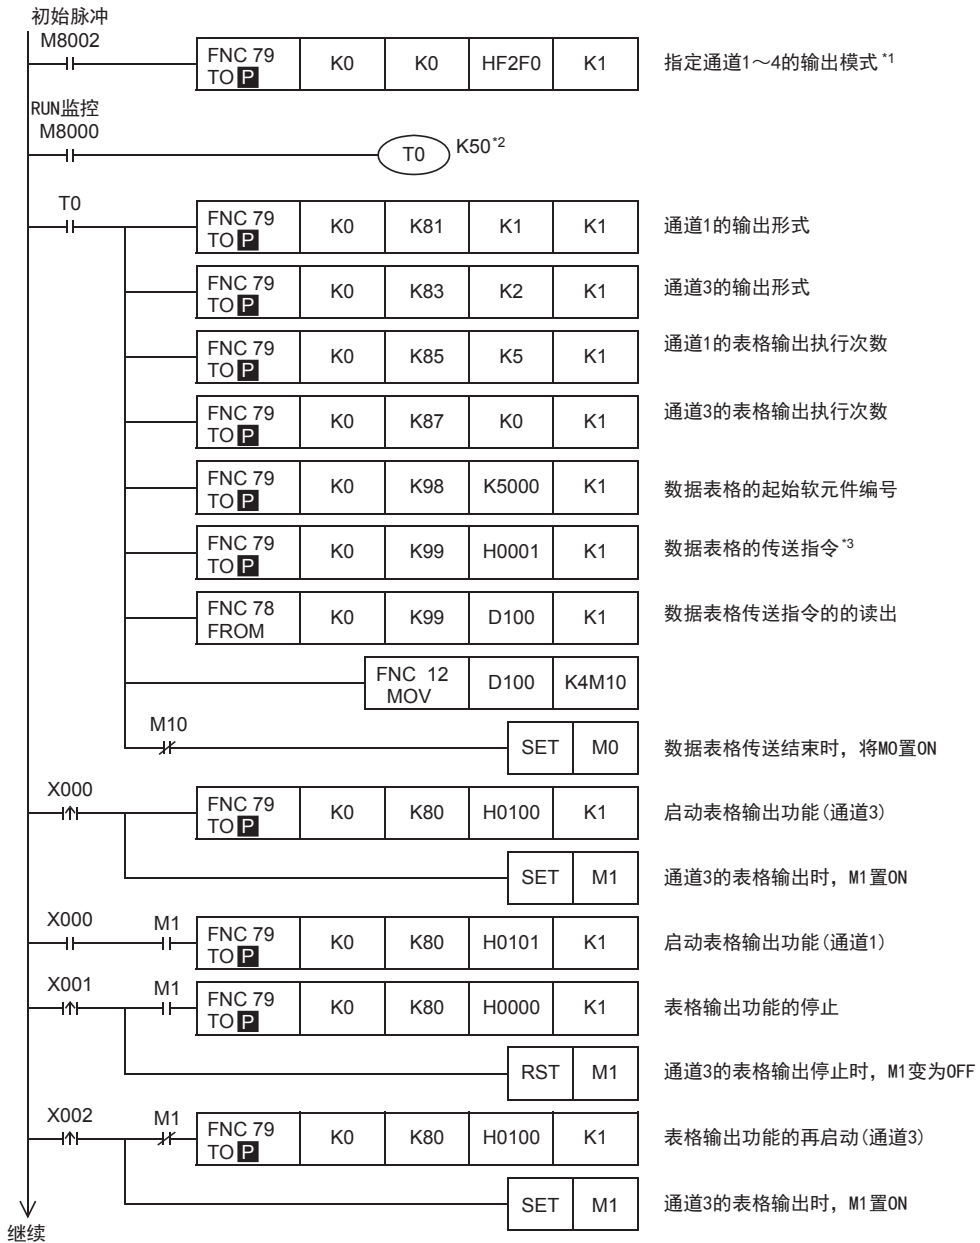 初始脉冲
M8002
FNC 79 TO P K0 K0 HF2F0 K1 指定通道1～4的输出模式*1
RUN监控
M8000
T0 K50*2
T0
FNC 79 TO P K0 K81 K1 K1 通道1的输出形式
FNC 79 TO P K0 K83 K2 K1 通道3的输出形式
FNC 79 TO P K0 K85 K5 K1 通道1的表格输出执行次数
FNC 79 TO P K0 K87 K0 K1 通道3的表格输出执行次数
FNC 79 TO P K0 K98 K5000 K1 数据表格的起始软元件编号
FNC 79 TO P K0 K99 H0001 K1 数据表格的传送指令*3
FNC 78 FROM K0 K99 D100 K1 数据表格传送指令的的读出
FNC 12 MOV D100 K4M10
M10
SET M0 数据表格传送结束时，将M0置ON
X000
FNC 79 TO P K0 K80 H0100 K1 启动表格输出功能(通道3)
SET M1 通道3的表格输出时，M1置ON
X000 M1
FNC 79 TO P K0 K80 H0101 K1 启动表格输出功能(通道1)
X001 M1
FNC 79 TO P K0 K80 H0000 K1 表格输出功能的停止
RST M1 通道3的表格输出停止时，M1变为OFF
X002 M1
FNC 79 TO P K0 K80 H0100 K1 表格输出功能的再启动(通道3)
SET M1 通道3的表格输出时，M1置ON
继续